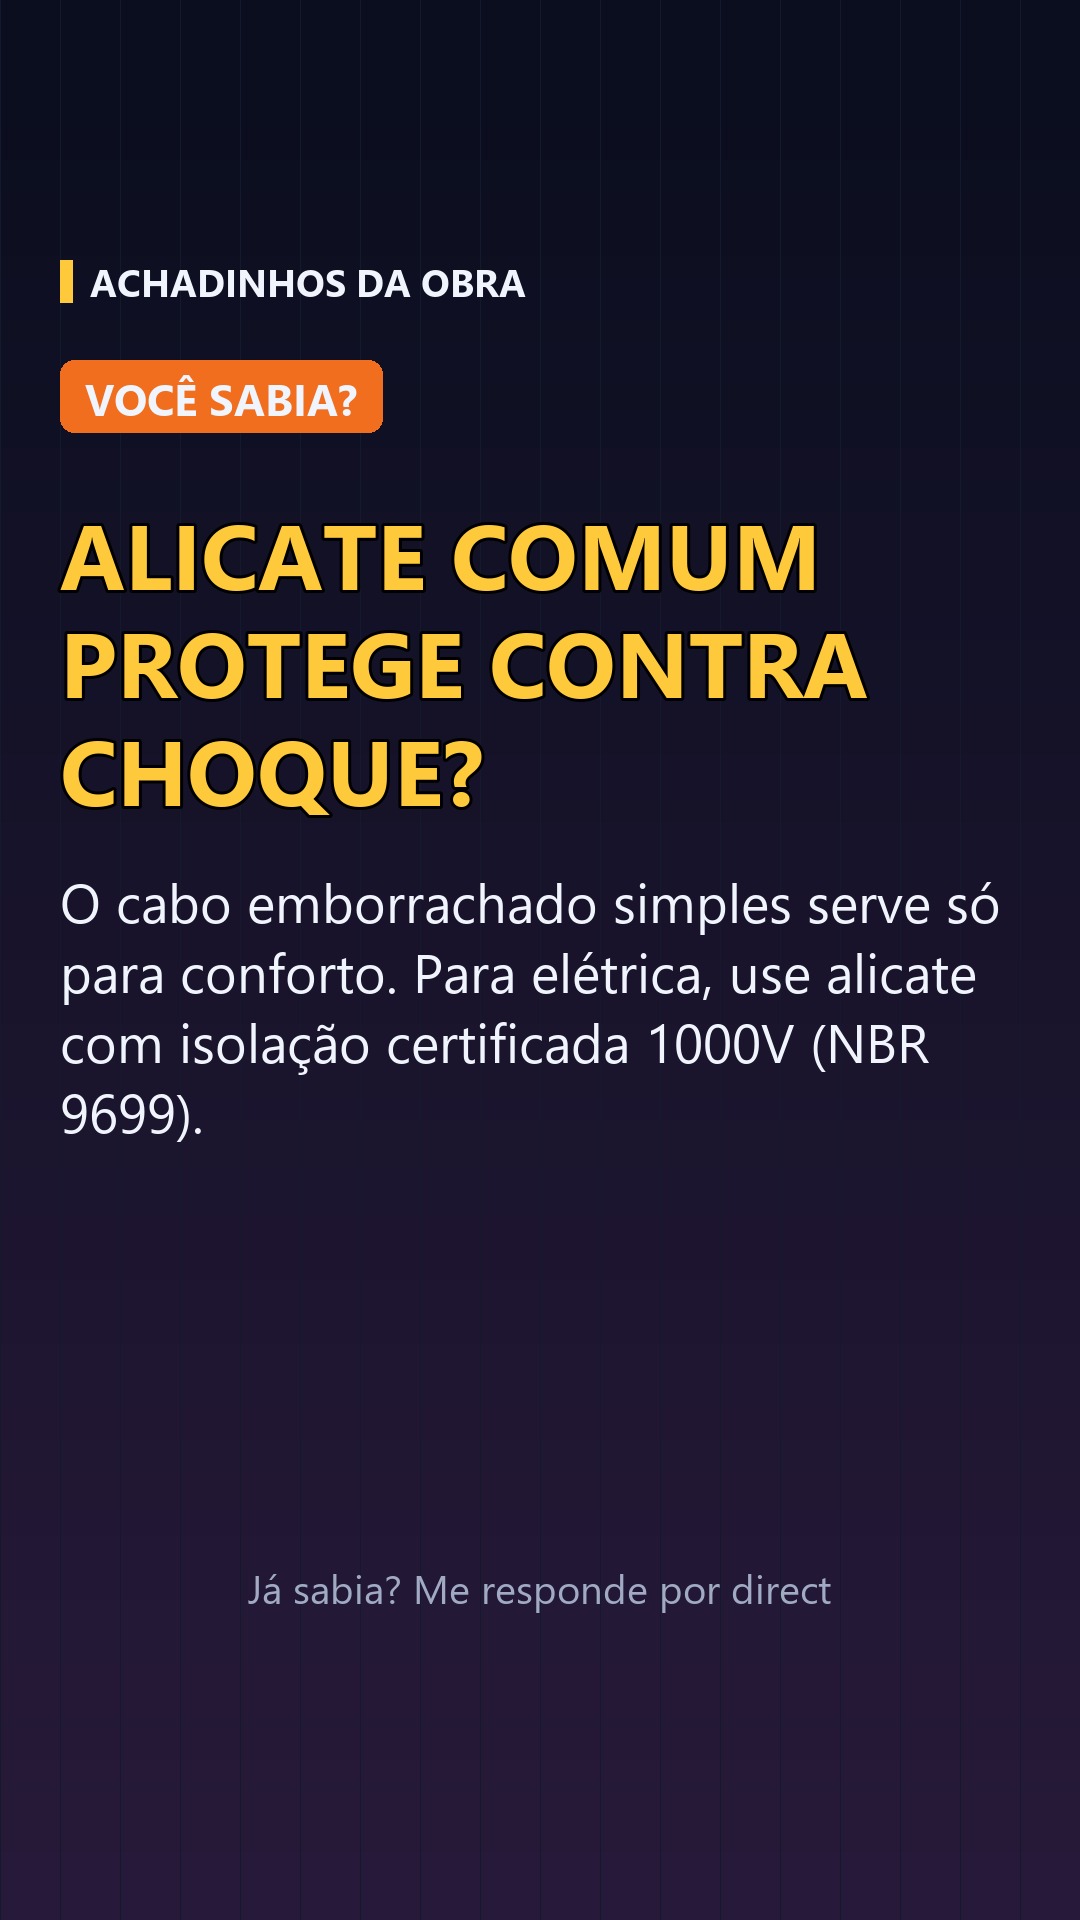 ACHADINHOS DA OBRA
VOCÊ SABIA?
ALICATE COMUM
PROTEGE CONTRA
CHOQUE?
O cabo emborrachado simples serve só
para conforto. Para elétrica, use alicate
com isolação certificada 1000V (NBR
9699).
Já sabia? Me responde por direct